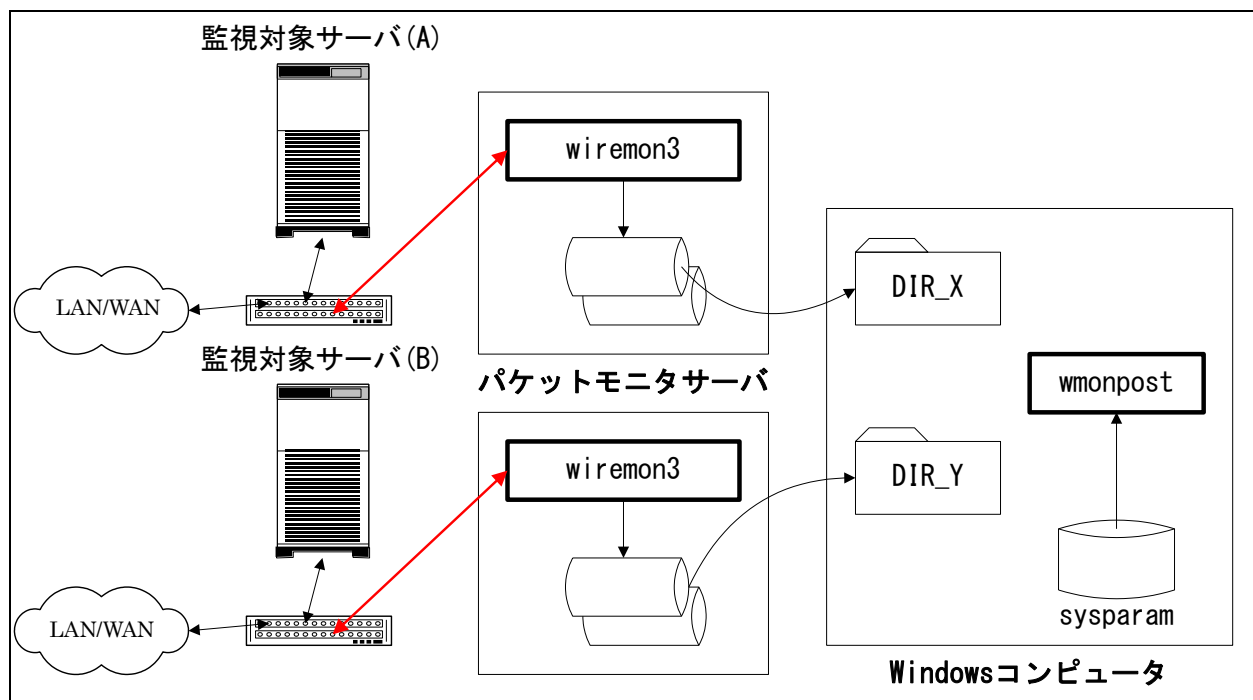 監視対象サーバ(A)
wiremon3
LAN/WAN
DIR_X
監視対象サーバ(B)
パケットモニタサーバ
wmonpost
wiremon3
DIR_Y
LAN/WAN
sysparam
Windowsコンピュータ